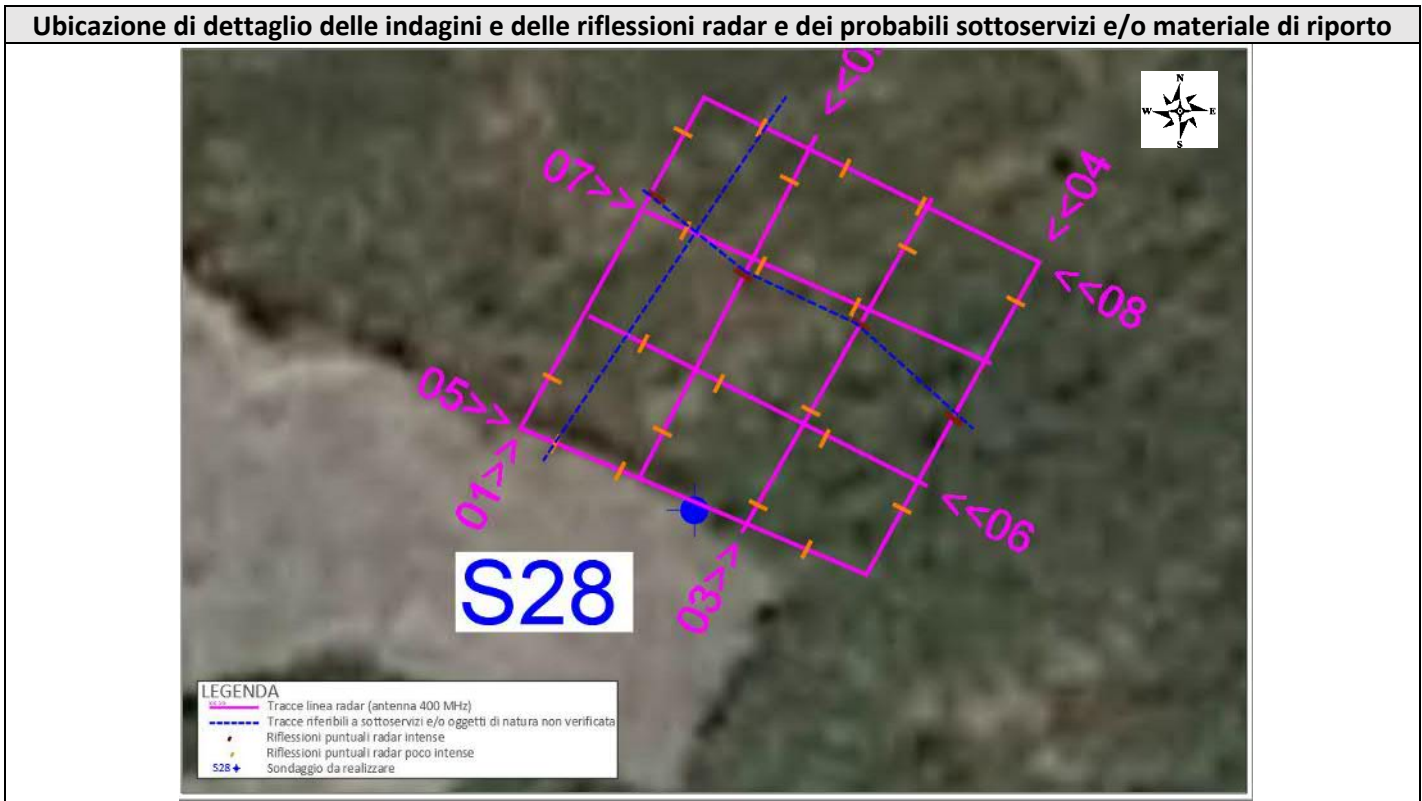 Ubicazione di dettaglio delle indagini e delle riflessioni radar e dei probabili sottoservizi e/o materiale di riporto
N
W E
S
<<04
07>>
<<08
05>>
01>>
<<06
03>>
S28
LEGENDA
Tracce linea radar (antenna 400 MHz)
Tracce riferibili a sottoservizi e/o oggetti di natura non verificata
Riflessioni puntuali radar intense
Riflessioni puntuali radar poco intense
S28 Sondaggio da realizzare